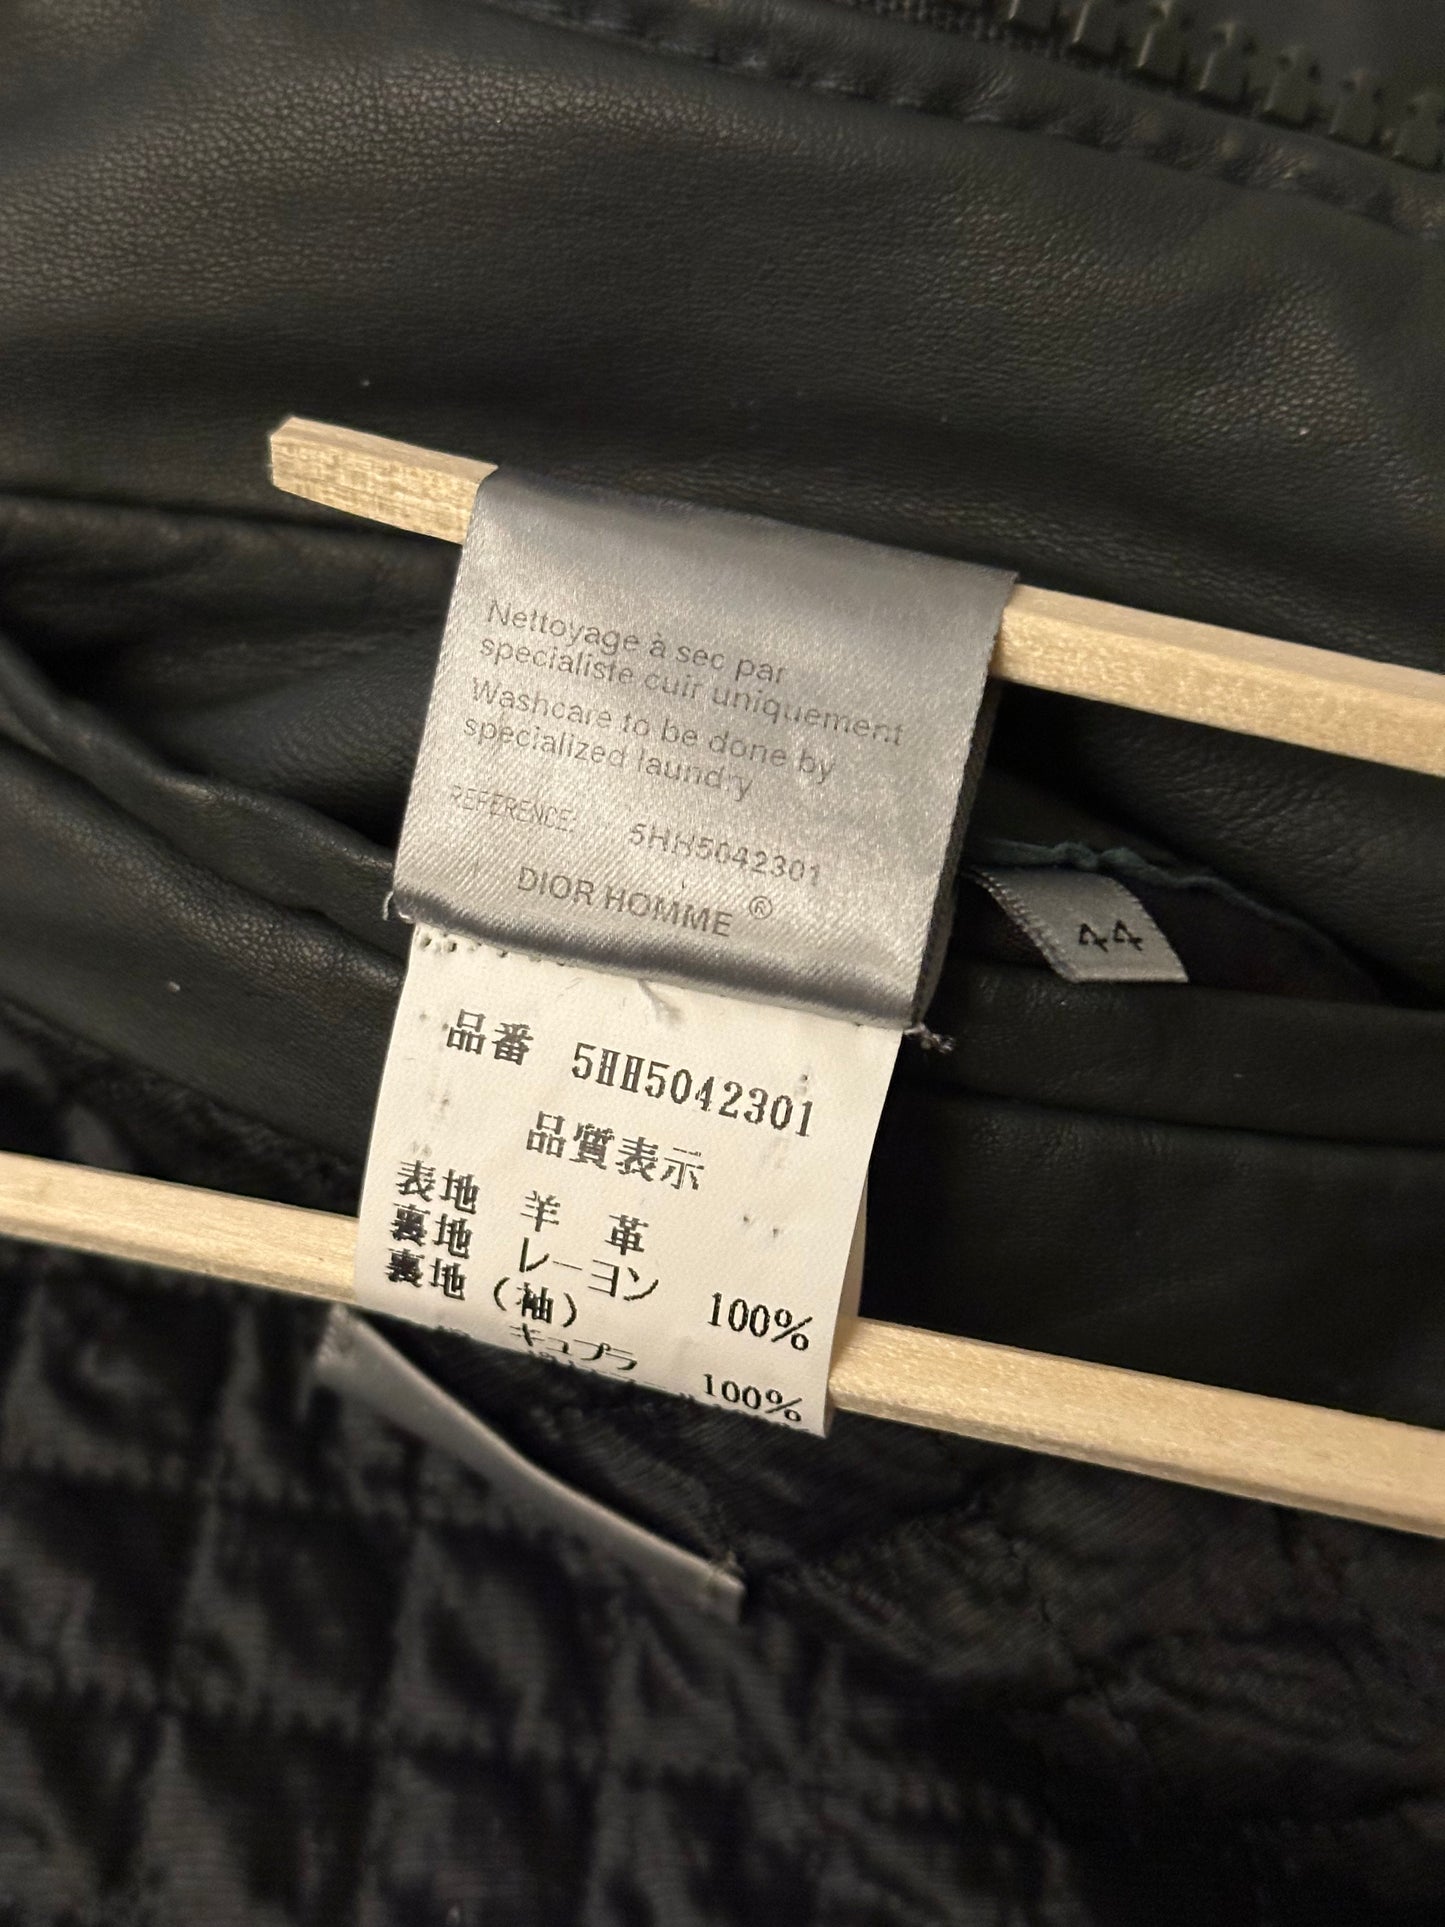 Nettoyage à sec par
spécialiste cuir uniquement
Washcare to be done by
specialized laundry
REFERENCE: 5HH5042301
DIOR HOMME ®
44
品番 5HH5042301
品質表示
表地 羊 革
裏地 レーヨン 100%
裏地 (袖)
キュプラ 100%